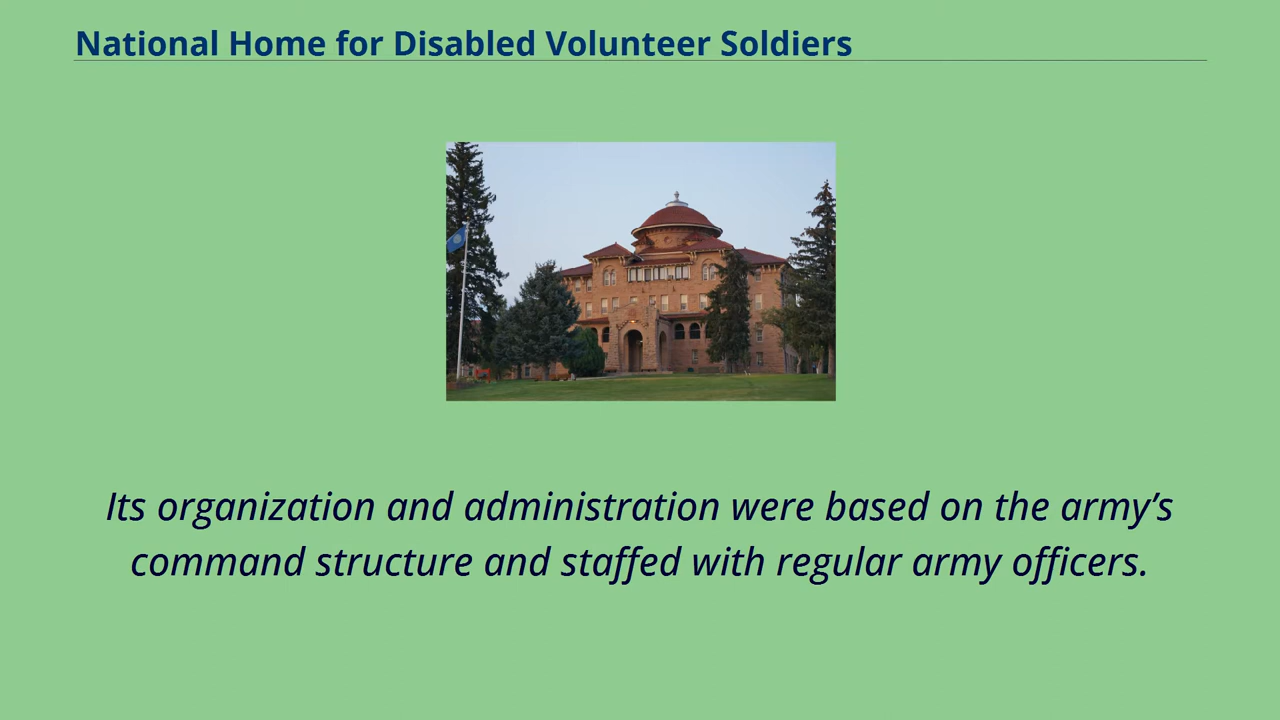 National Home for Disabled Volunteer Soldiers
Its organization and administration were based on the army’s
command structure and staffed with regular army officers.